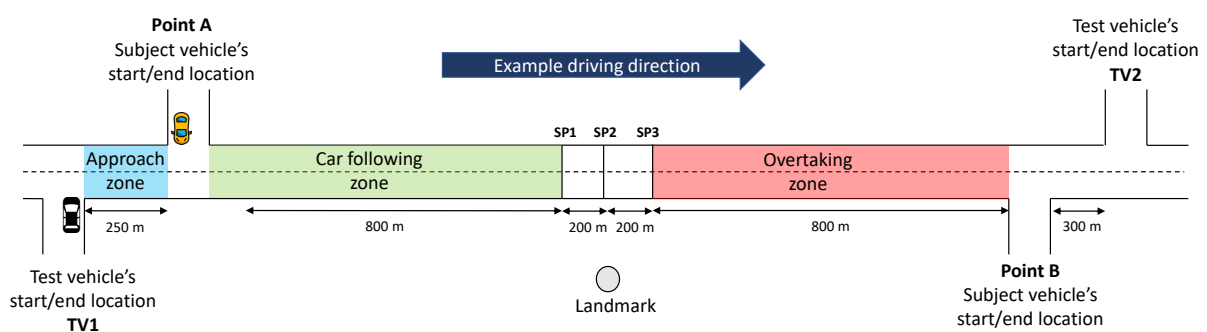 Point A
Subject vehicle's
start/end location
Example driving direction
Test vehicle's
start/end location
TV2
SP1
SP2
SP3
Approach
zone
Car following
zone
Overtaking
zone
250 m
800 m
200 m
200 m
800 m
300 m
Test vehicle's
start/end location
TV1
Landmark
Point B
Subject vehicle's
start/end location